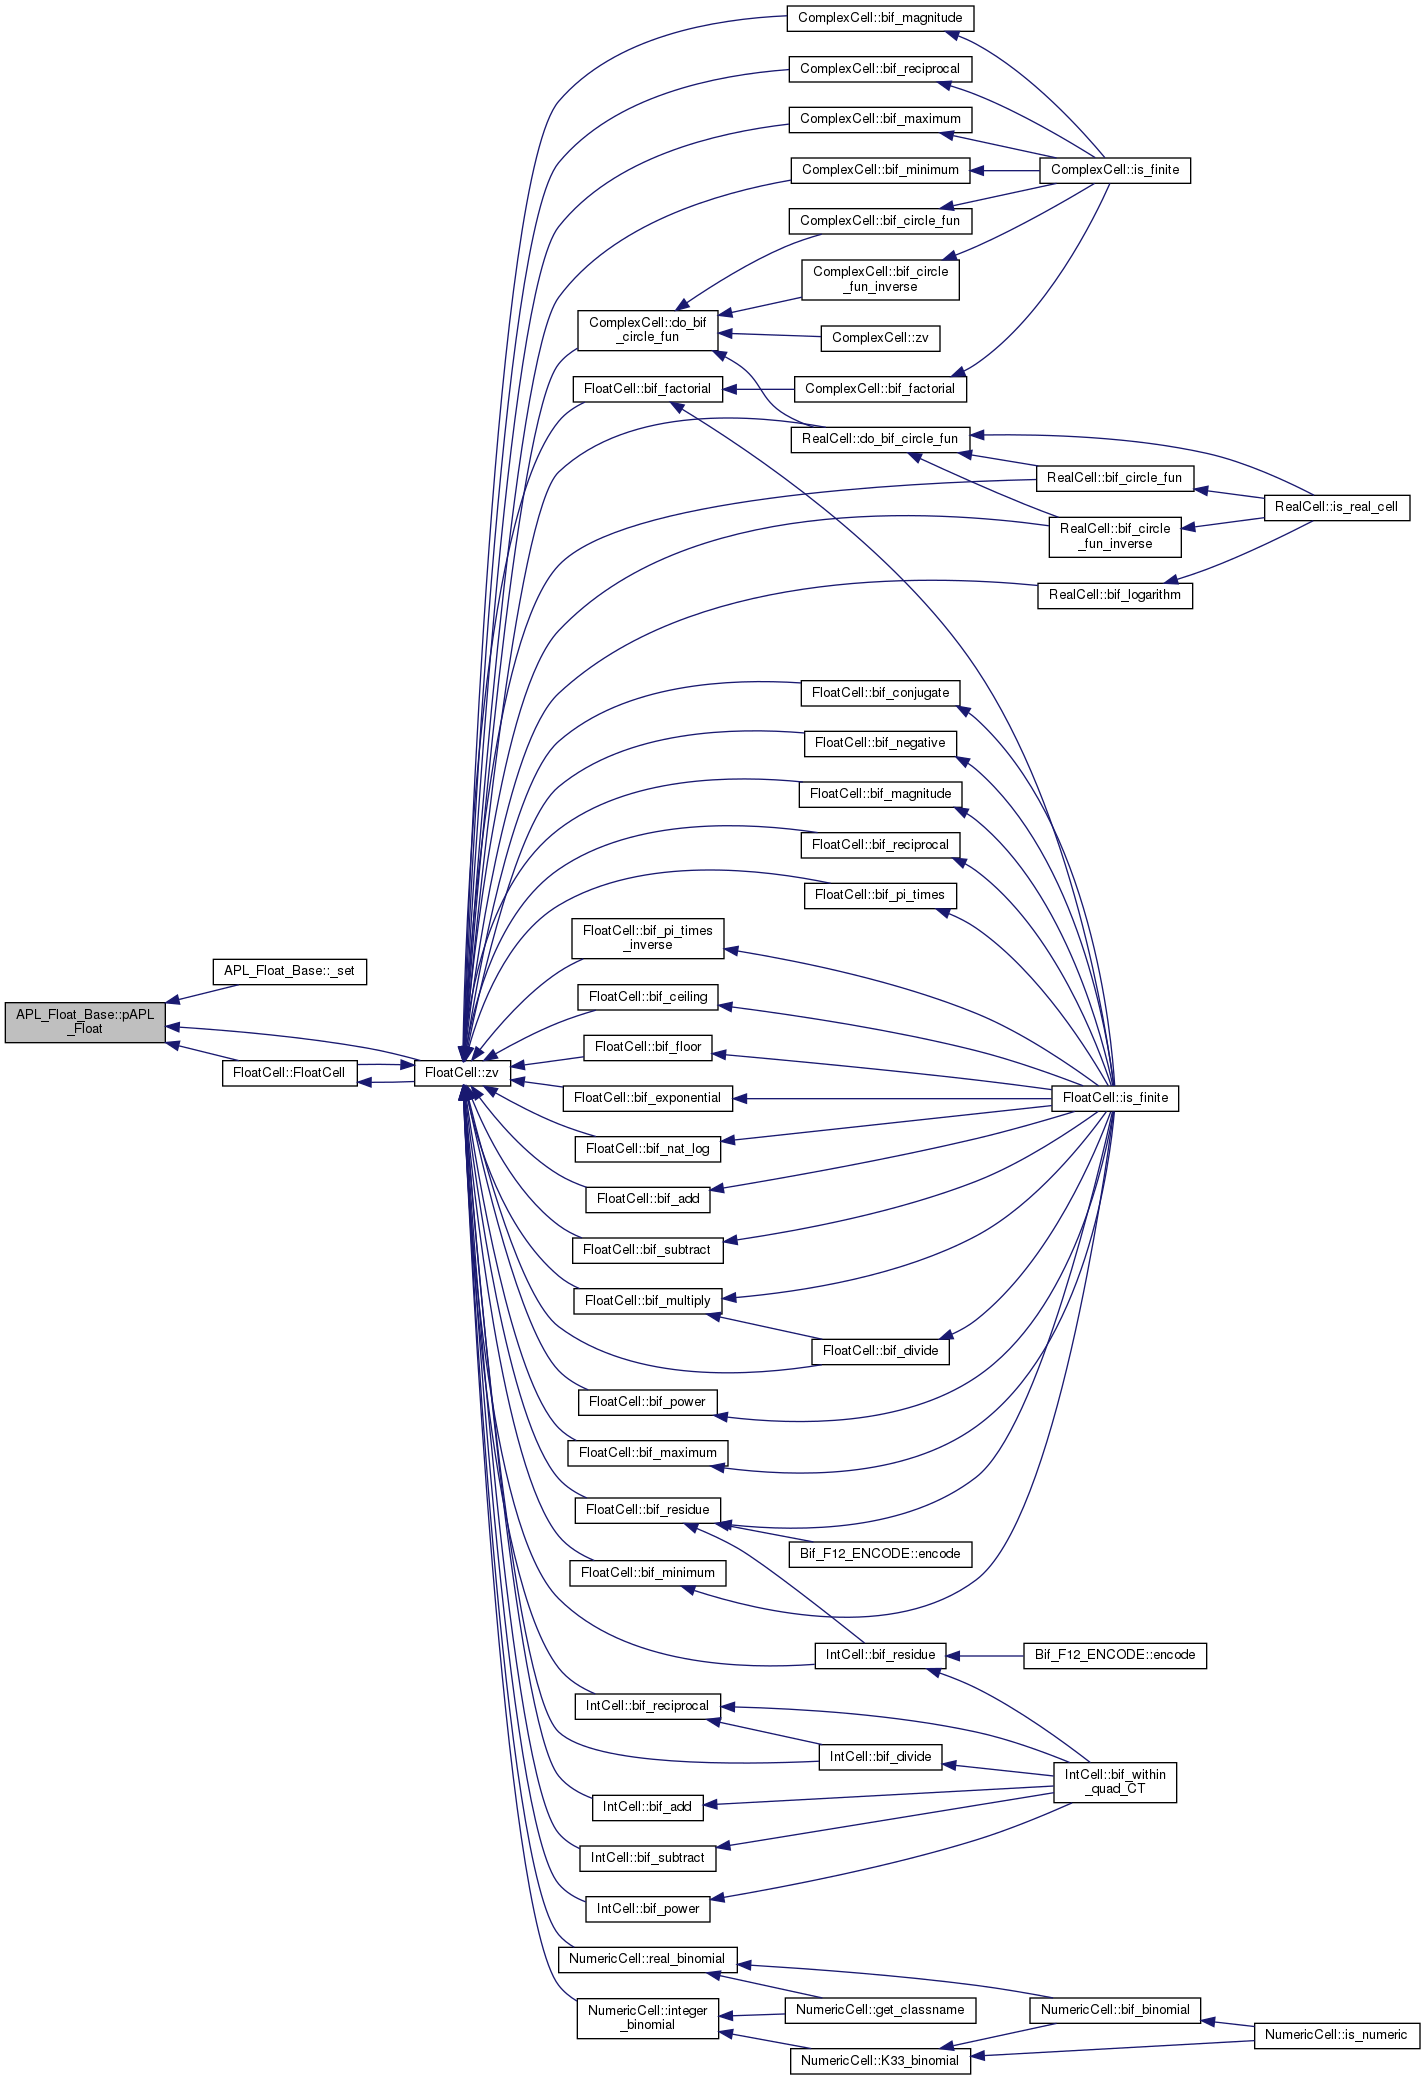 ComplexCell::bif_magnitude
ComplexCell::bif_reciprocal
ComplexCell::bif_maximum
ComplexCell::bif_minimum
ComplexCell::is_finite
ComplexCell::bif_circle_fun
ComplexCell::bif_circle
_fun_inverse
ComplexCell::do_bif
_circle_fun
ComplexCell::zv
FloatCell::bif_factorial
ComplexCell::bif_factorial
RealCell::do_bif_circle_fun
RealCell::bif_circle_fun
RealCell::is_real_cell
RealCell::bif_circle
_fun_inverse
RealCell::bif_logarithm
FloatCell::bif_conjugate
FloatCell::bif_negative
FloatCell::bif_magnitude
FloatCell::bif_reciprocal
FloatCell::bif_pi_times
FloatCell::bif_pi_times
_inverse
APL_Float_Base::_set
FloatCell::bif_ceiling
APL_Float_Base::pAPL
_Float
FloatCell::bif_floor
FloatCell::FloatCell
FloatCell::zv
FloatCell::bif_exponential
FloatCell::is_finite
FloatCell::bif_nat_log
FloatCell::bif_add
FloatCell::bif_subtract
FloatCell::bif_multiply
FloatCell::bif_divide
FloatCell::bif_power
FloatCell::bif_maximum
FloatCell::bif_residue
Bif_F12_ENCODE::encode
FloatCell::bif_minimum
IntCell::bif_residue
Bif_F12_ENCODE::encode
IntCell::bif_reciprocal
IntCell::bif_divide
IntCell::bif_within
_quad_CT
IntCell::bif_add
IntCell::bif_subtract
IntCell::bif_power
NumericCell::real_binomial
NumericCell::integer
_binomial
NumericCell::get_classname
NumericCell::bif_binomial
NumericCell::is_numeric
NumericCell::K33_binomial